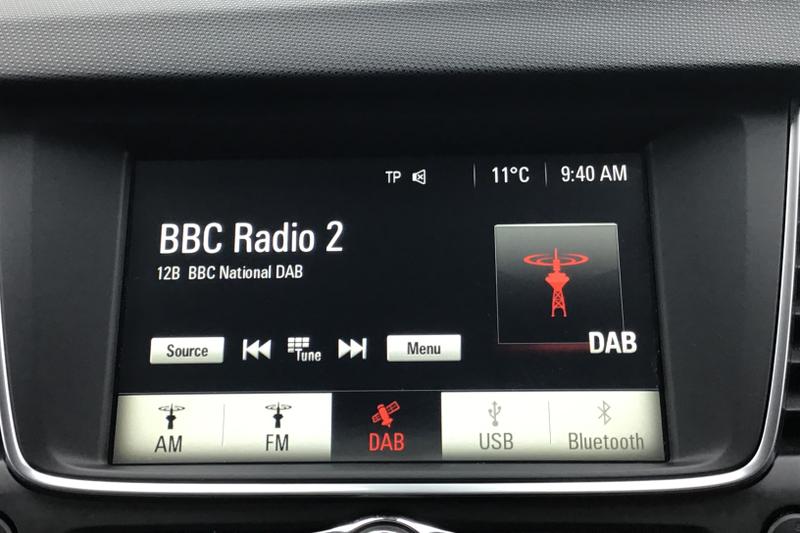 TP 11°C 9:40 AM
BBC Radio 2
12B BBC National DAB
DAB
Source Tune Menu
AM FM DAB USB Bluetooth